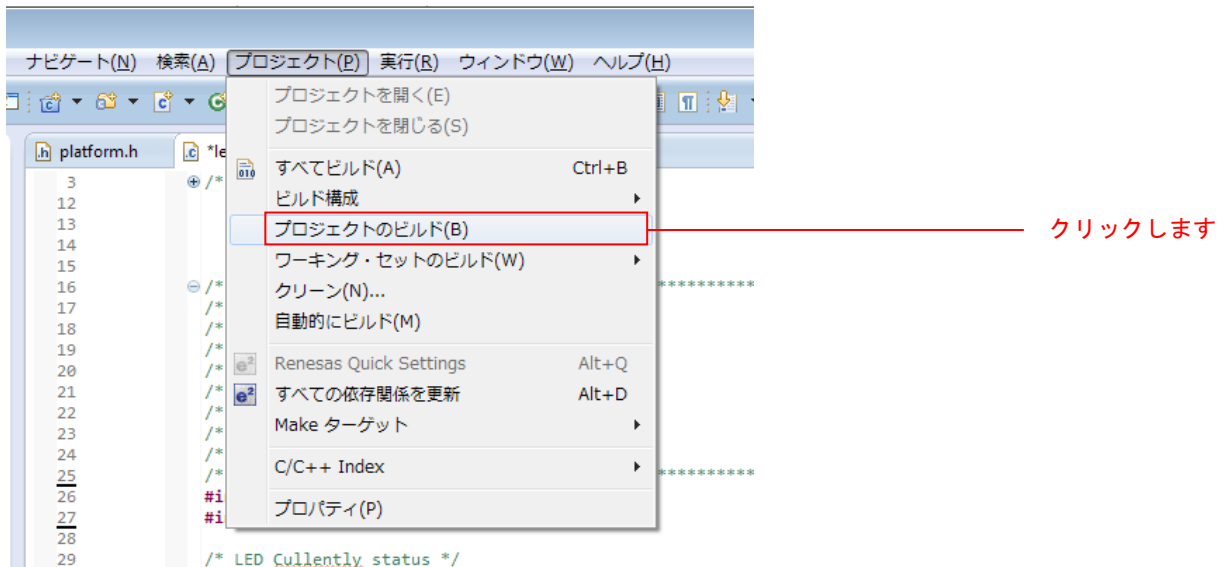 ナビゲート(N) 検索(A) プロジェクト(P) 実行(R) ウィンドウ(W) ヘルプ(H)
プロジェクトを開く(E)
プロジェクトを閉じる(S)
platform.h *le
すべてビルド(A) Ctrl+B
3 /*
ビルド構成
12
プロジェクトのビルド(B) クリックします
13
14
ワーキング・セットのビルド(W)
15
クリーン(N)...
16 /* **********
17 /*
自動的にビルド(M)
18 /*
19 /*
Renesas Quick Settings Alt+Q
20 /*
すべての依存関係を更新 Alt+D
21 /*
22 /*
Make ターゲット
23 /*
24 /*
C/C++ Index
25 /* **********
26 #i
プロパティ(P)
27 #i
28
29 /* LED Cullently status */